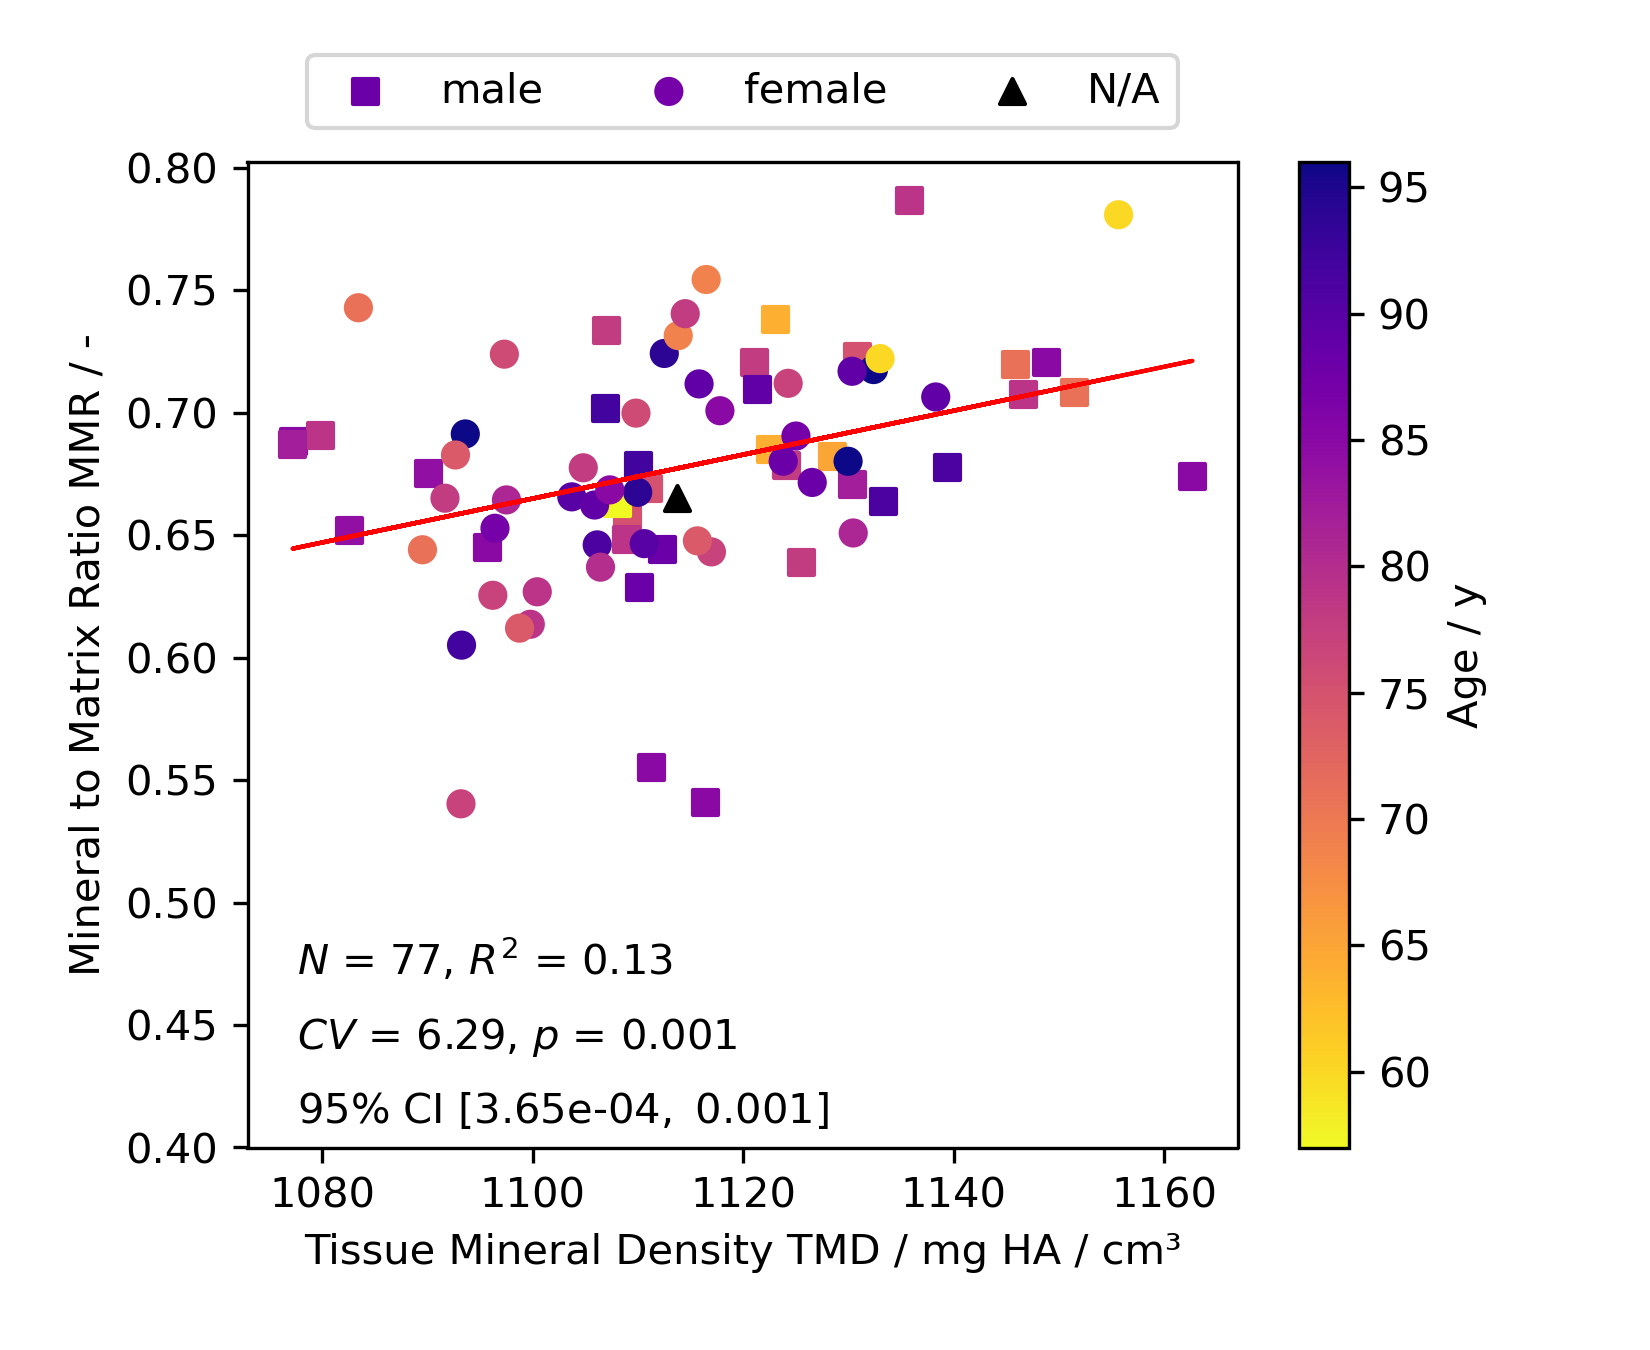 male female N/A
0.80
0.75
0.70
0.65
0.60
0.55
0.50
0.45
0.40
Mineral to Matrix Ratio MMR / -
N = 77, R² = 0.13
CV = 6.29, p = 0.001
95% CI [3.65e-04, 0.001]
1080 1100 1120 1140 1160
Tissue Mineral Density TMD / mg HA / cm³
95
90
85
80
75
70
65
60
Age / y